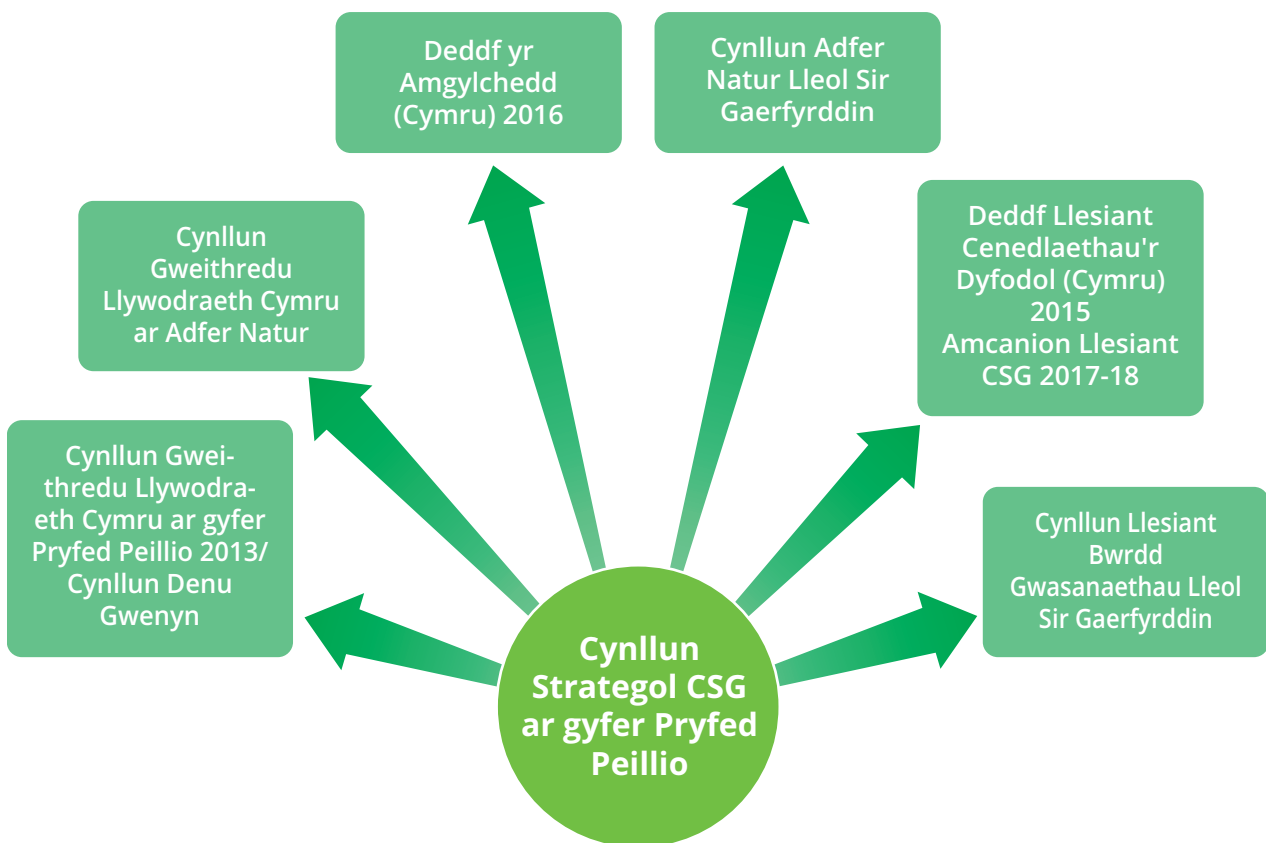 Deddf yr
Amgylchedd
(Cymru) 2016
Cynllun Adfer
Natur Lleol Sir
Gaerfyrddin
Cynllun
Gweithredu
Llywodraeth Cymru
ar Adfer Natur
Deddf Llesiant
Cenedlaethau'r
Dyfodol (Cymru)
2015
Amcanion Llesiant
CSG 2017-18
Cynllun Gwei-
thredu Llywodra-
eth Cymru ar gyfer
Pryfed Peillio 2013/
Cynllun Denu
Gwenyn
Cynllun Llesiant
Bwrdd
Gwasanaethau Lleol
Sir Gaerfyrddin
Cynllun
Strategol CSG
ar gyfer Pryfed
Peillio